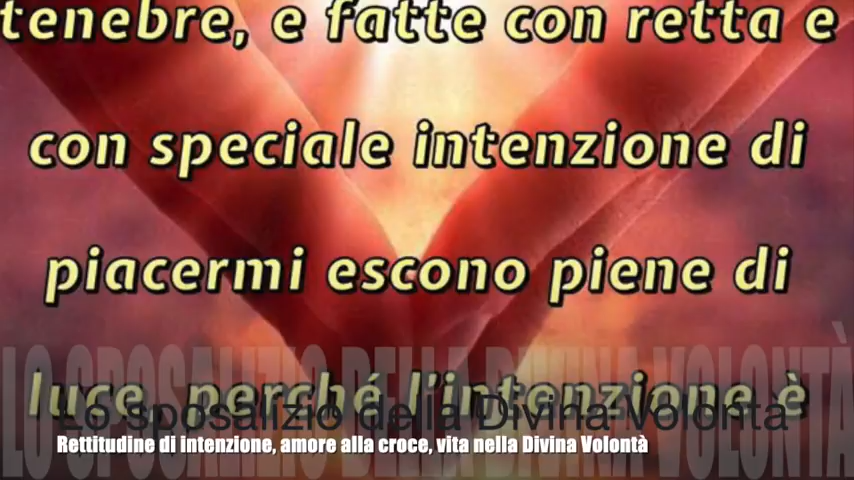 tenebre, e fatte con retta e
con speciale intenzione di
piacermi escono piene di
luce, perché l'intenzione è
LO SPOSALIZIO DELLA DIVINA VOLONTÀ
Lo sposalizio della Divina Volontà
Rettitudine di intenzione, amore alla croce, vita nella Divina Volontà